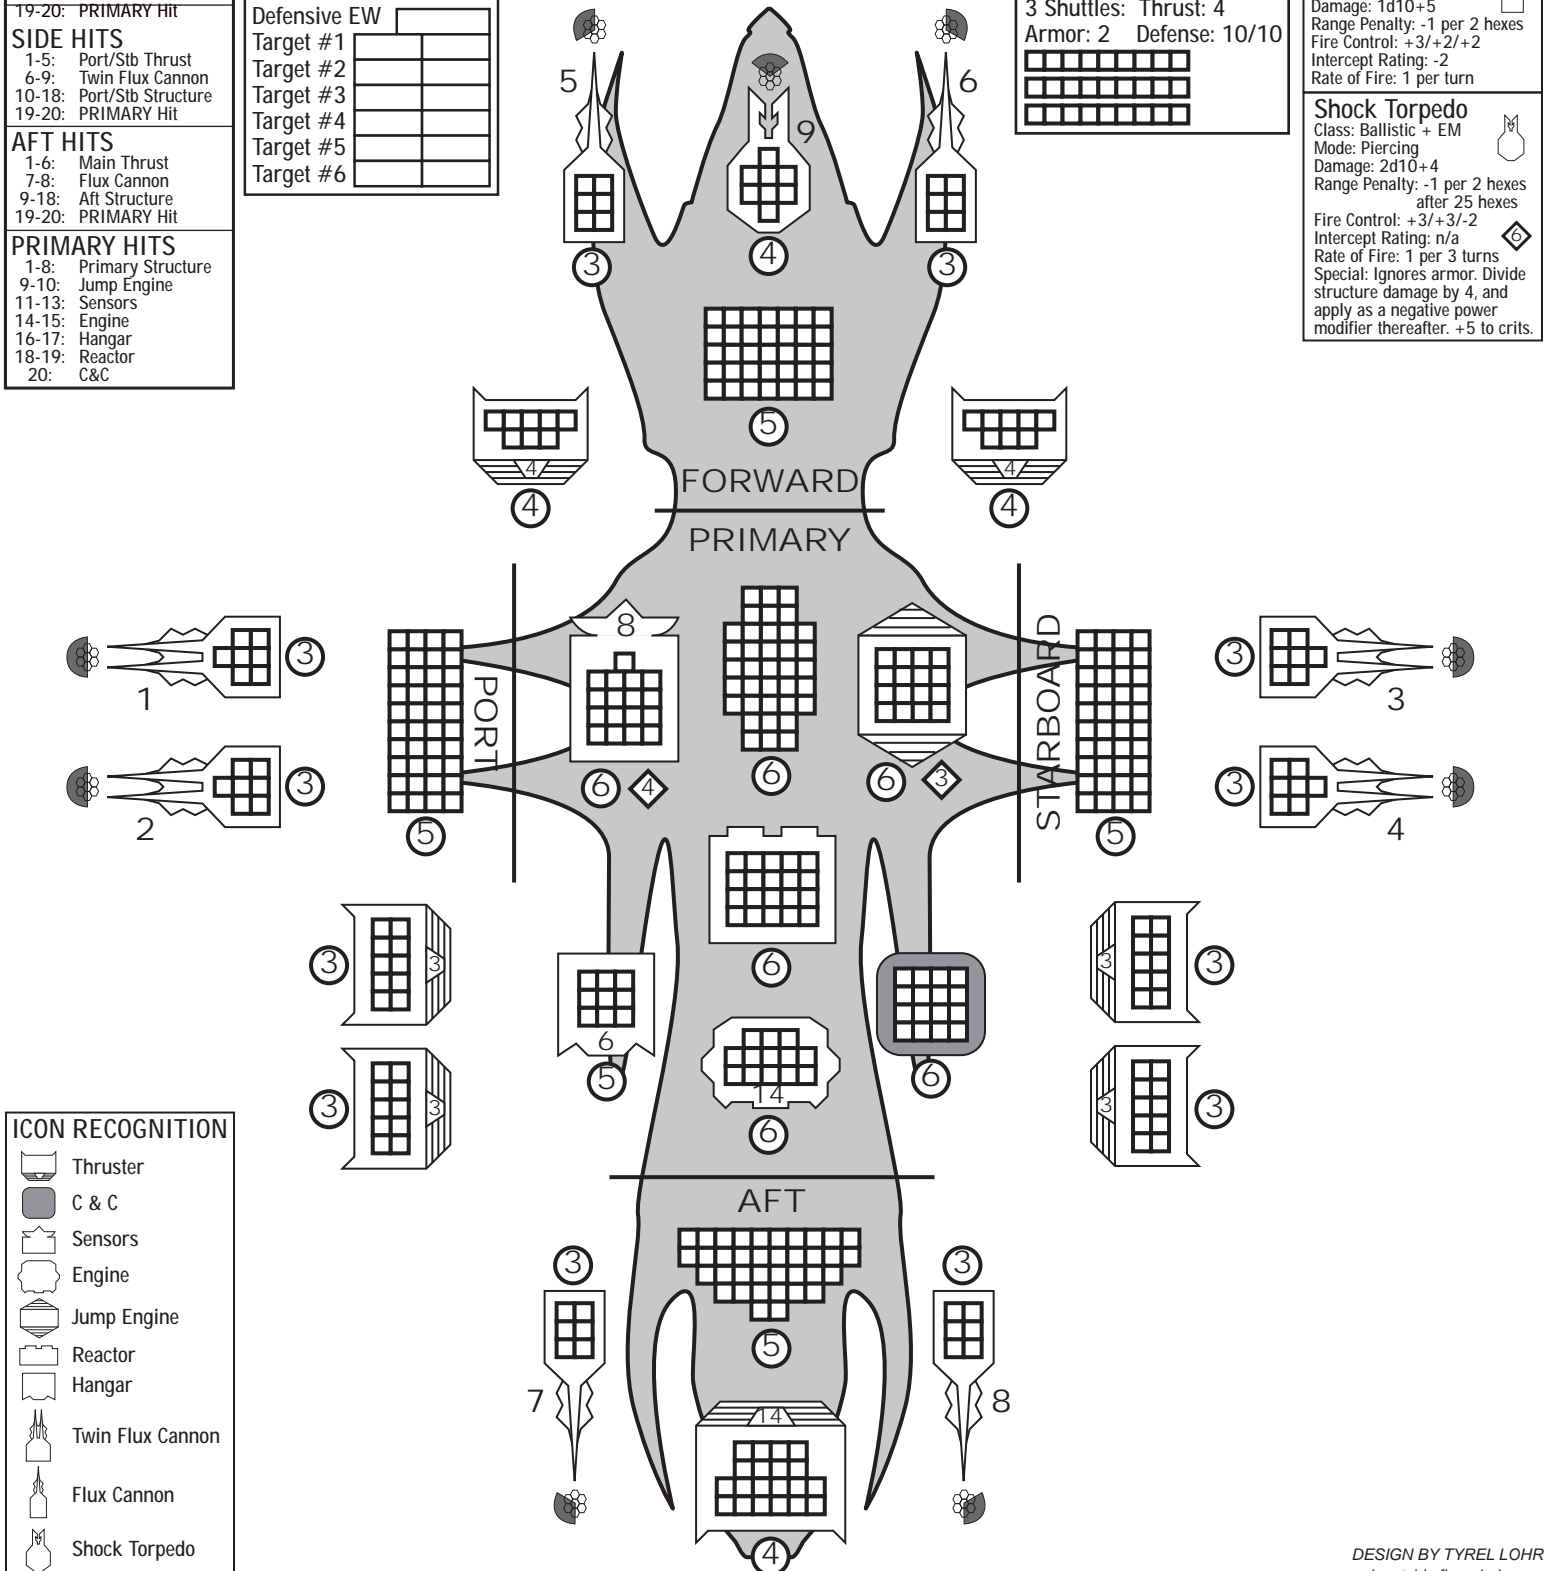 19-20: PRIMARY Hit
SIDE HITS
1-5: Port/Stb Thrust
6-9: Twin Flux Cannon
10-18: Port/Stb Structure
19-20: PRIMARY Hit
AFT HITS
1-6: Main Thrust
7-8: Flux Cannon
9-18: Aft Structure
19-20: PRIMARY Hit
PRIMARY HITS
1-8: Primary Structure
9-10: Jump Engine
11-13: Sensors
14-15: Engine
16-17: Hangar
18-19: Reactor
20: C&C
Defensive EW
Target #1
Target #2
Target #3
Target #4
Target #5
Target #6
3 Shuttles: Thrust: 4
Armor: 2 Defense: 10/10
Damage: 1d10+5
Range Penalty: -1 per 2 hexes
Fire Control: +3/+2/+2
Intercept Rating: -2
Rate of Fire: 1 per turn
Shock Torpedo
Class: Ballistic + EM
Mode: Piercing
Damage: 2d10+4
Range Penalty: -1 per 2 hexes
after 25 hexes
Fire Control: +3/+3/-2
Intercept Rating: n/a
6
Rate of Fire: 1 per 3 turns
Special: Ignores armor. Divide
structure damage by 4, and
apply as a negative power
modifier thereafter. +5 to crits.
5
9
6
3
4
3
5
4
4
4
4
FORWARD
PRIMARY
PORT
STARBOARD
8
1
3
3
3
2
3
3
4
5
6
4
6
6
3
5
6
3
3
3
3
6
5
6
14
6
3
3
3
3
AFT
3
3
5
7
8
14
4
ICON RECOGNITION
Thruster
C & C
Sensors
Engine
Jump Engine
Reactor
Hangar
Twin Flux Cannon
Flux Cannon
Shock Torpedo
DESIGN BY TYREL LOHR